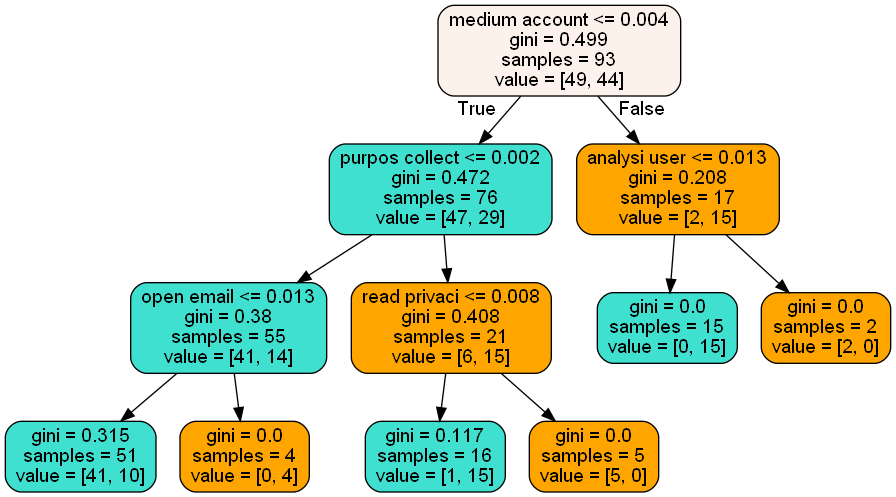 medium account <= 0.004
gini = 0.499
samples = 93
value = [49, 44]
True
False
purpos collect <= 0.002
gini = 0.472
samples = 76
value = [47, 29]
analysi user <= 0.013
gini = 0.208
samples = 17
value = [2, 15]
open email <= 0.013
gini = 0.38
samples = 55
value = [41, 14]
read privaci <= 0.008
gini = 0.408
samples = 21
value = [6, 15]
gini = 0.0
samples = 15
value = [0, 15]
gini = 0.0
samples = 2
value = [2, 0]
gini = 0.315
samples = 51
value = [41, 10]
gini = 0.0
samples = 4
value = [0, 4]
gini = 0.117
samples = 16
value = [1, 15]
gini = 0.0
samples = 5
value = [5, 0]